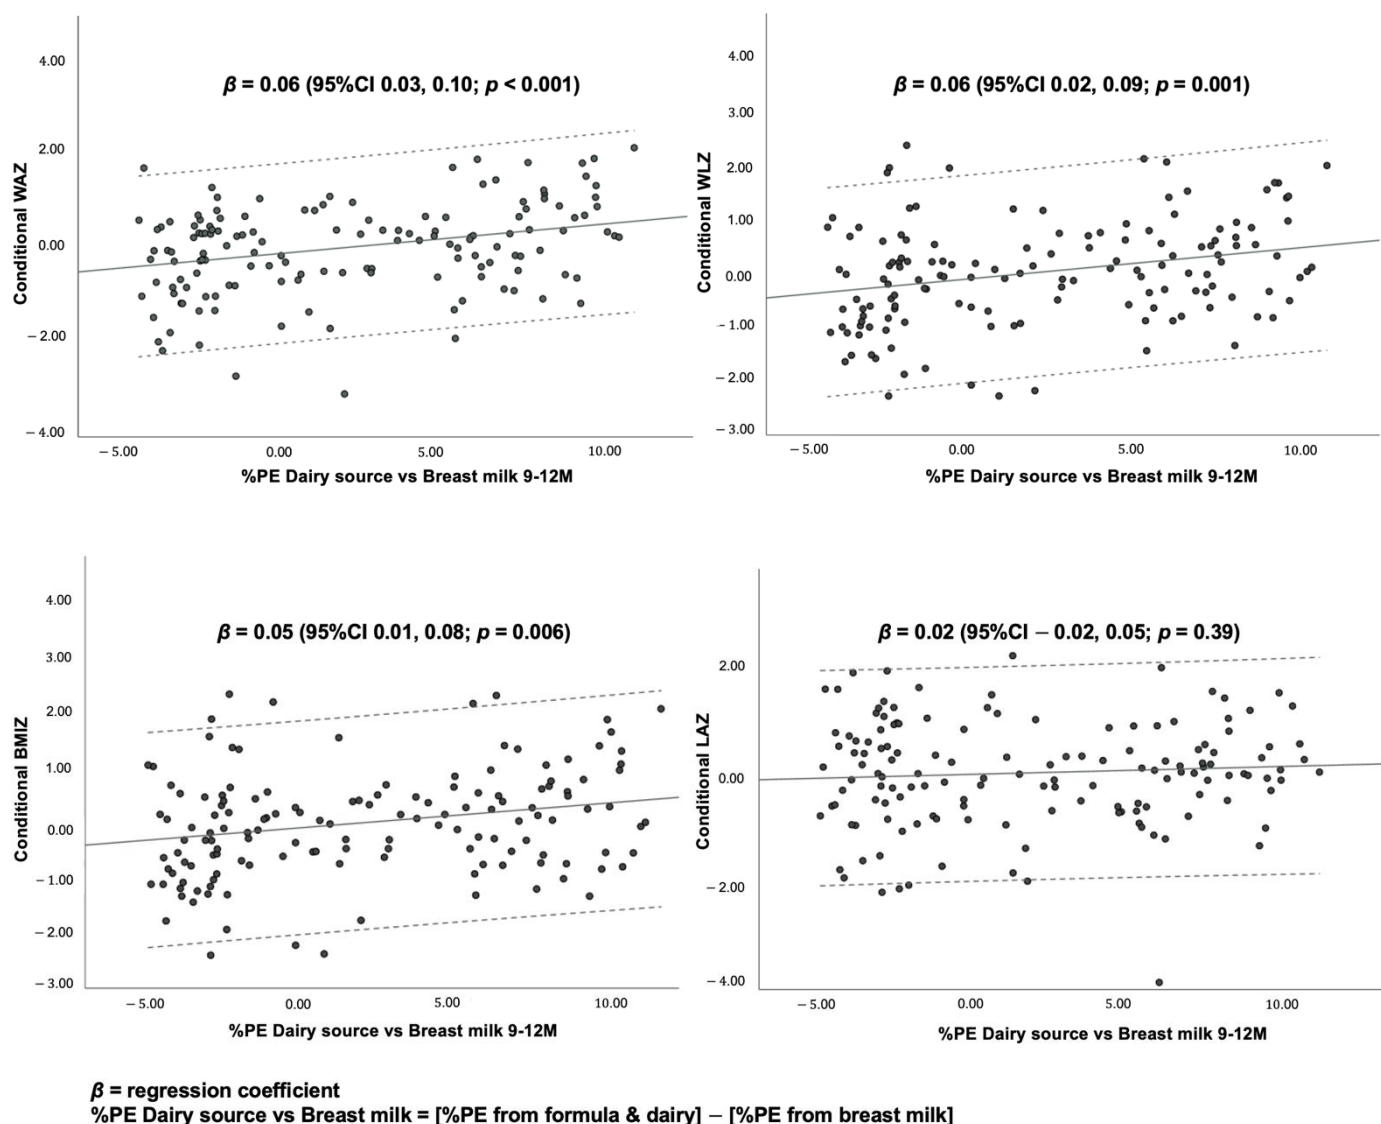 β = 0.06 (95%CI 0.03, 0.10; p < 0.001)
Conditional WAZ
4.00
2.00
0.00
− 2.00
− 4.00
− 5.00 0.00 5.00 10.00
%PE Dairy source vs Breast milk 9-12M
β = 0.06 (95%CI 0.02, 0.09; p = 0.001)
Conditional WLZ
4.00
3.00
2.00
1.00
0.00
− 1.00
− 2.00
− 3.00
− 5.00 0.00 5.00 10.00
%PE Dairy source vs Breast milk 9-12M
β = 0.05 (95%CI 0.01, 0.08; p = 0.006)
Conditional BMIZ
4.00
3.00
2.00
1.00
0.00
− 1.00
− 2.00
− 3.00
− 5.00 0.00 5.00 10.00
%PE Dairy source vs Breast milk 9-12M
β = 0.02 (95%CI − 0.02, 0.05; p = 0.39)
Conditional LAZ
2.00
0.00
− 2.00
− 4.00
− 5.00 0.00 5.00 10.00
%PE Dairy source vs Breast milk 9-12M
β = regression coefficient
%PE Dairy source vs Breast milk = [%PE from formula & dairy] − [%PE from breast milk]